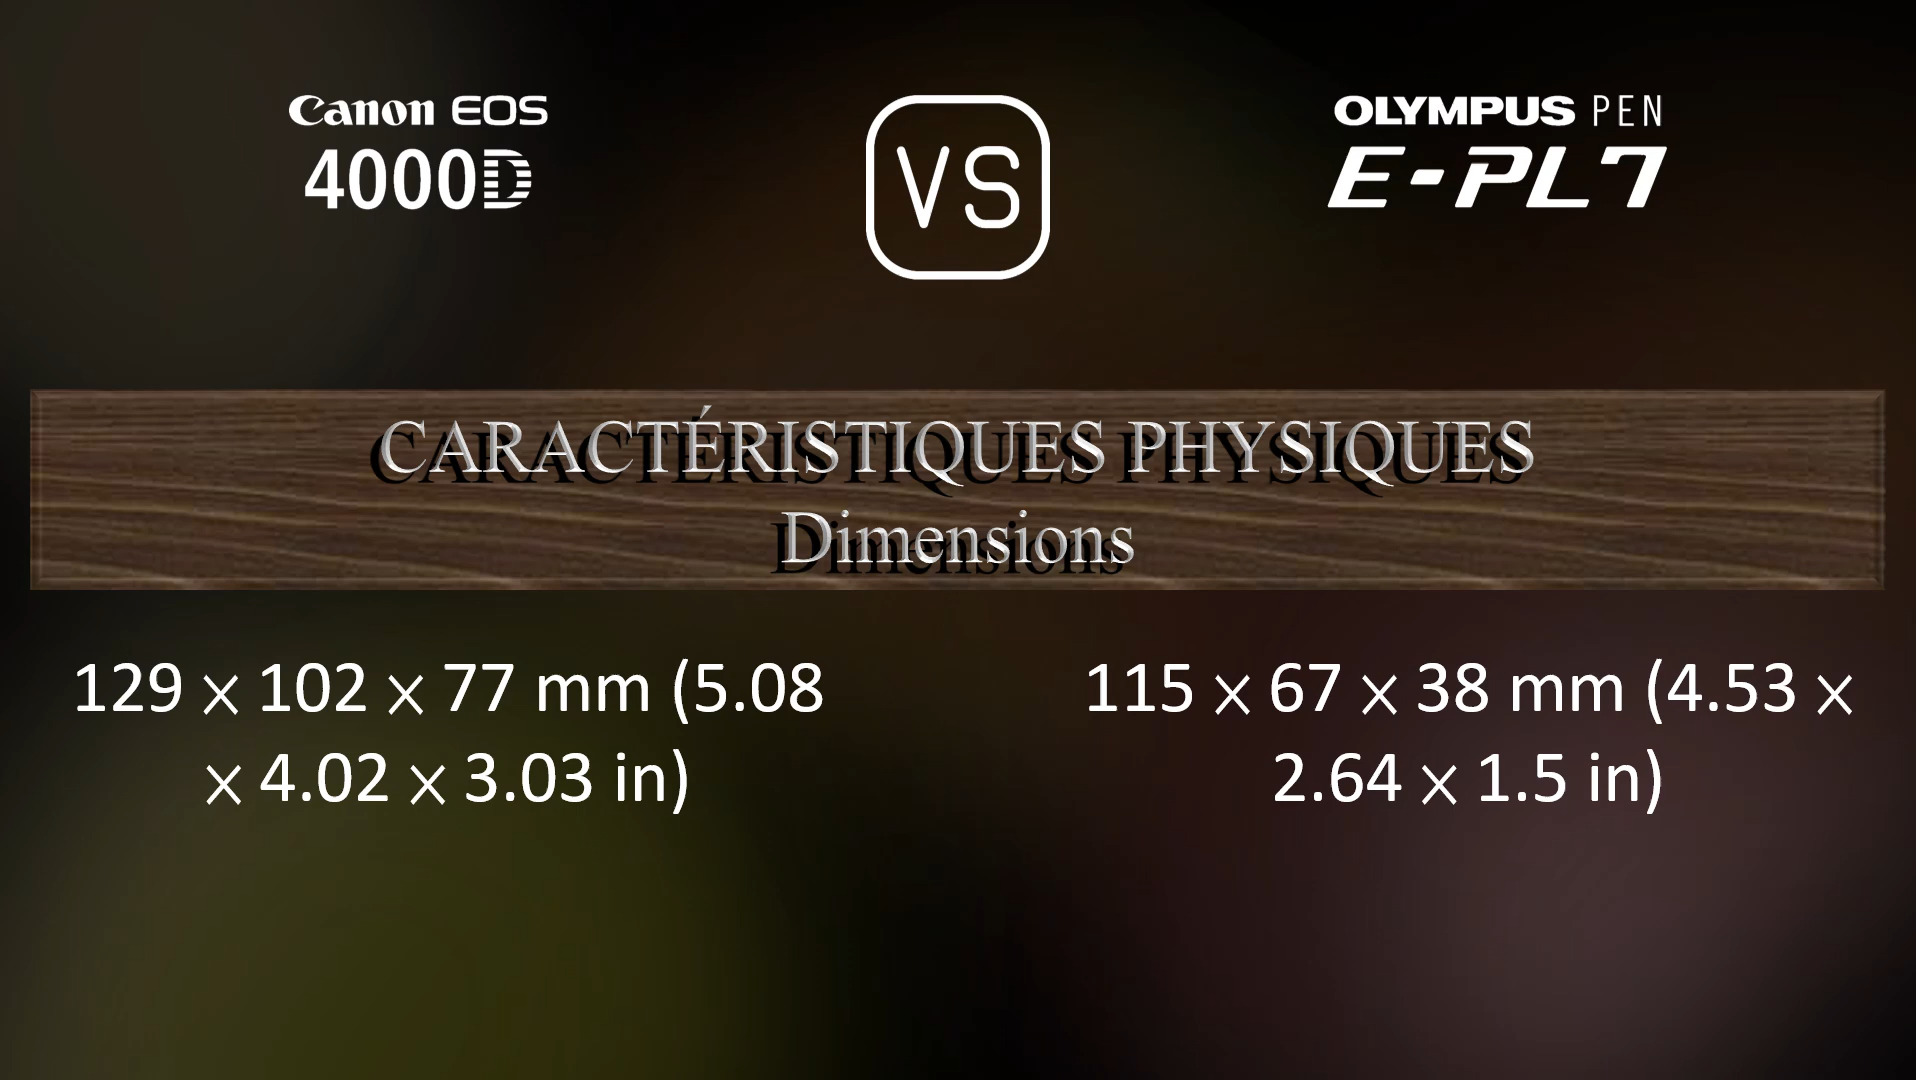 Canon EOS
4000D
VS
OLYMPUS PEN
E-PL7
CARACTÉRISTIQUES PHYSIQUES
Dimensions
129 x 102 x 77 mm (5.08
x 4.02 x 3.03 in)
115 x 67 x 38 mm (4.53 x
2.64 x 1.5 in)